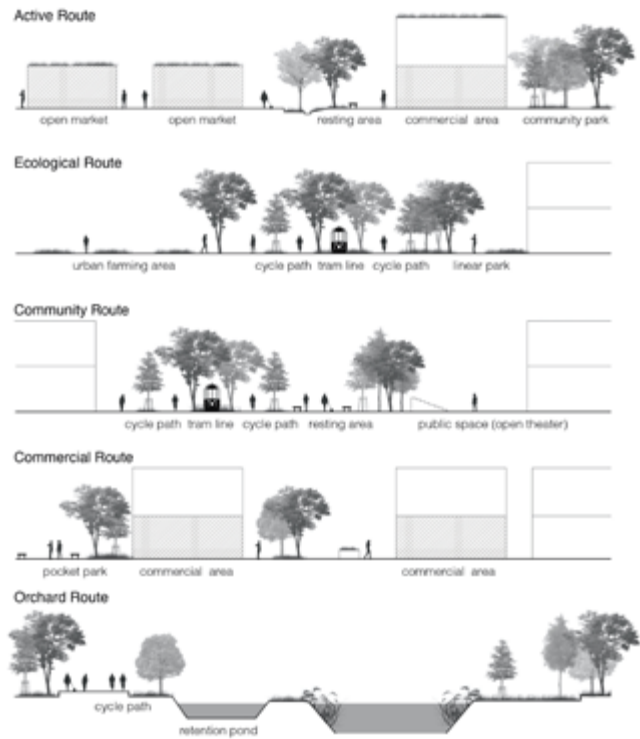 Active Route
open market open market resting area commercial area community park
Ecological Route
urban farming area cycle path tram line cycle path linear park
Community Route
cycle path tram line cycle path resting area public space (open theater)
Commercial Route
pocket park commercial area commercial area
Orchard Route
cycle path
retention pond